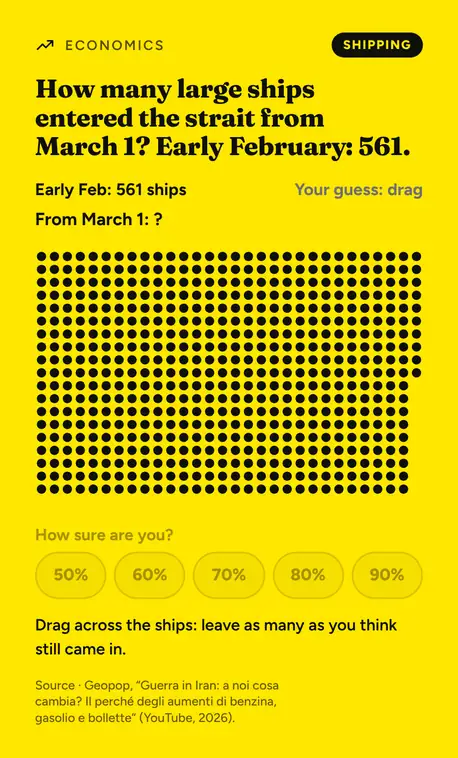 ECONOMICS
SHIPPING
How many large ships
entered the strait from
March 1? Early February: 561.
Early Feb: 561 ships
Your guess: drag
From March 1: ?
How sure are you?
50% 60% 70% 80% 90%
Drag across the ships: leave as many as you think
still came in.
Source · Geopop, “Guerra in Iran: a noi cosa
cambia? Il perché degli aumenti di benzina,
gasolio e bollette” (YouTube, 2026).